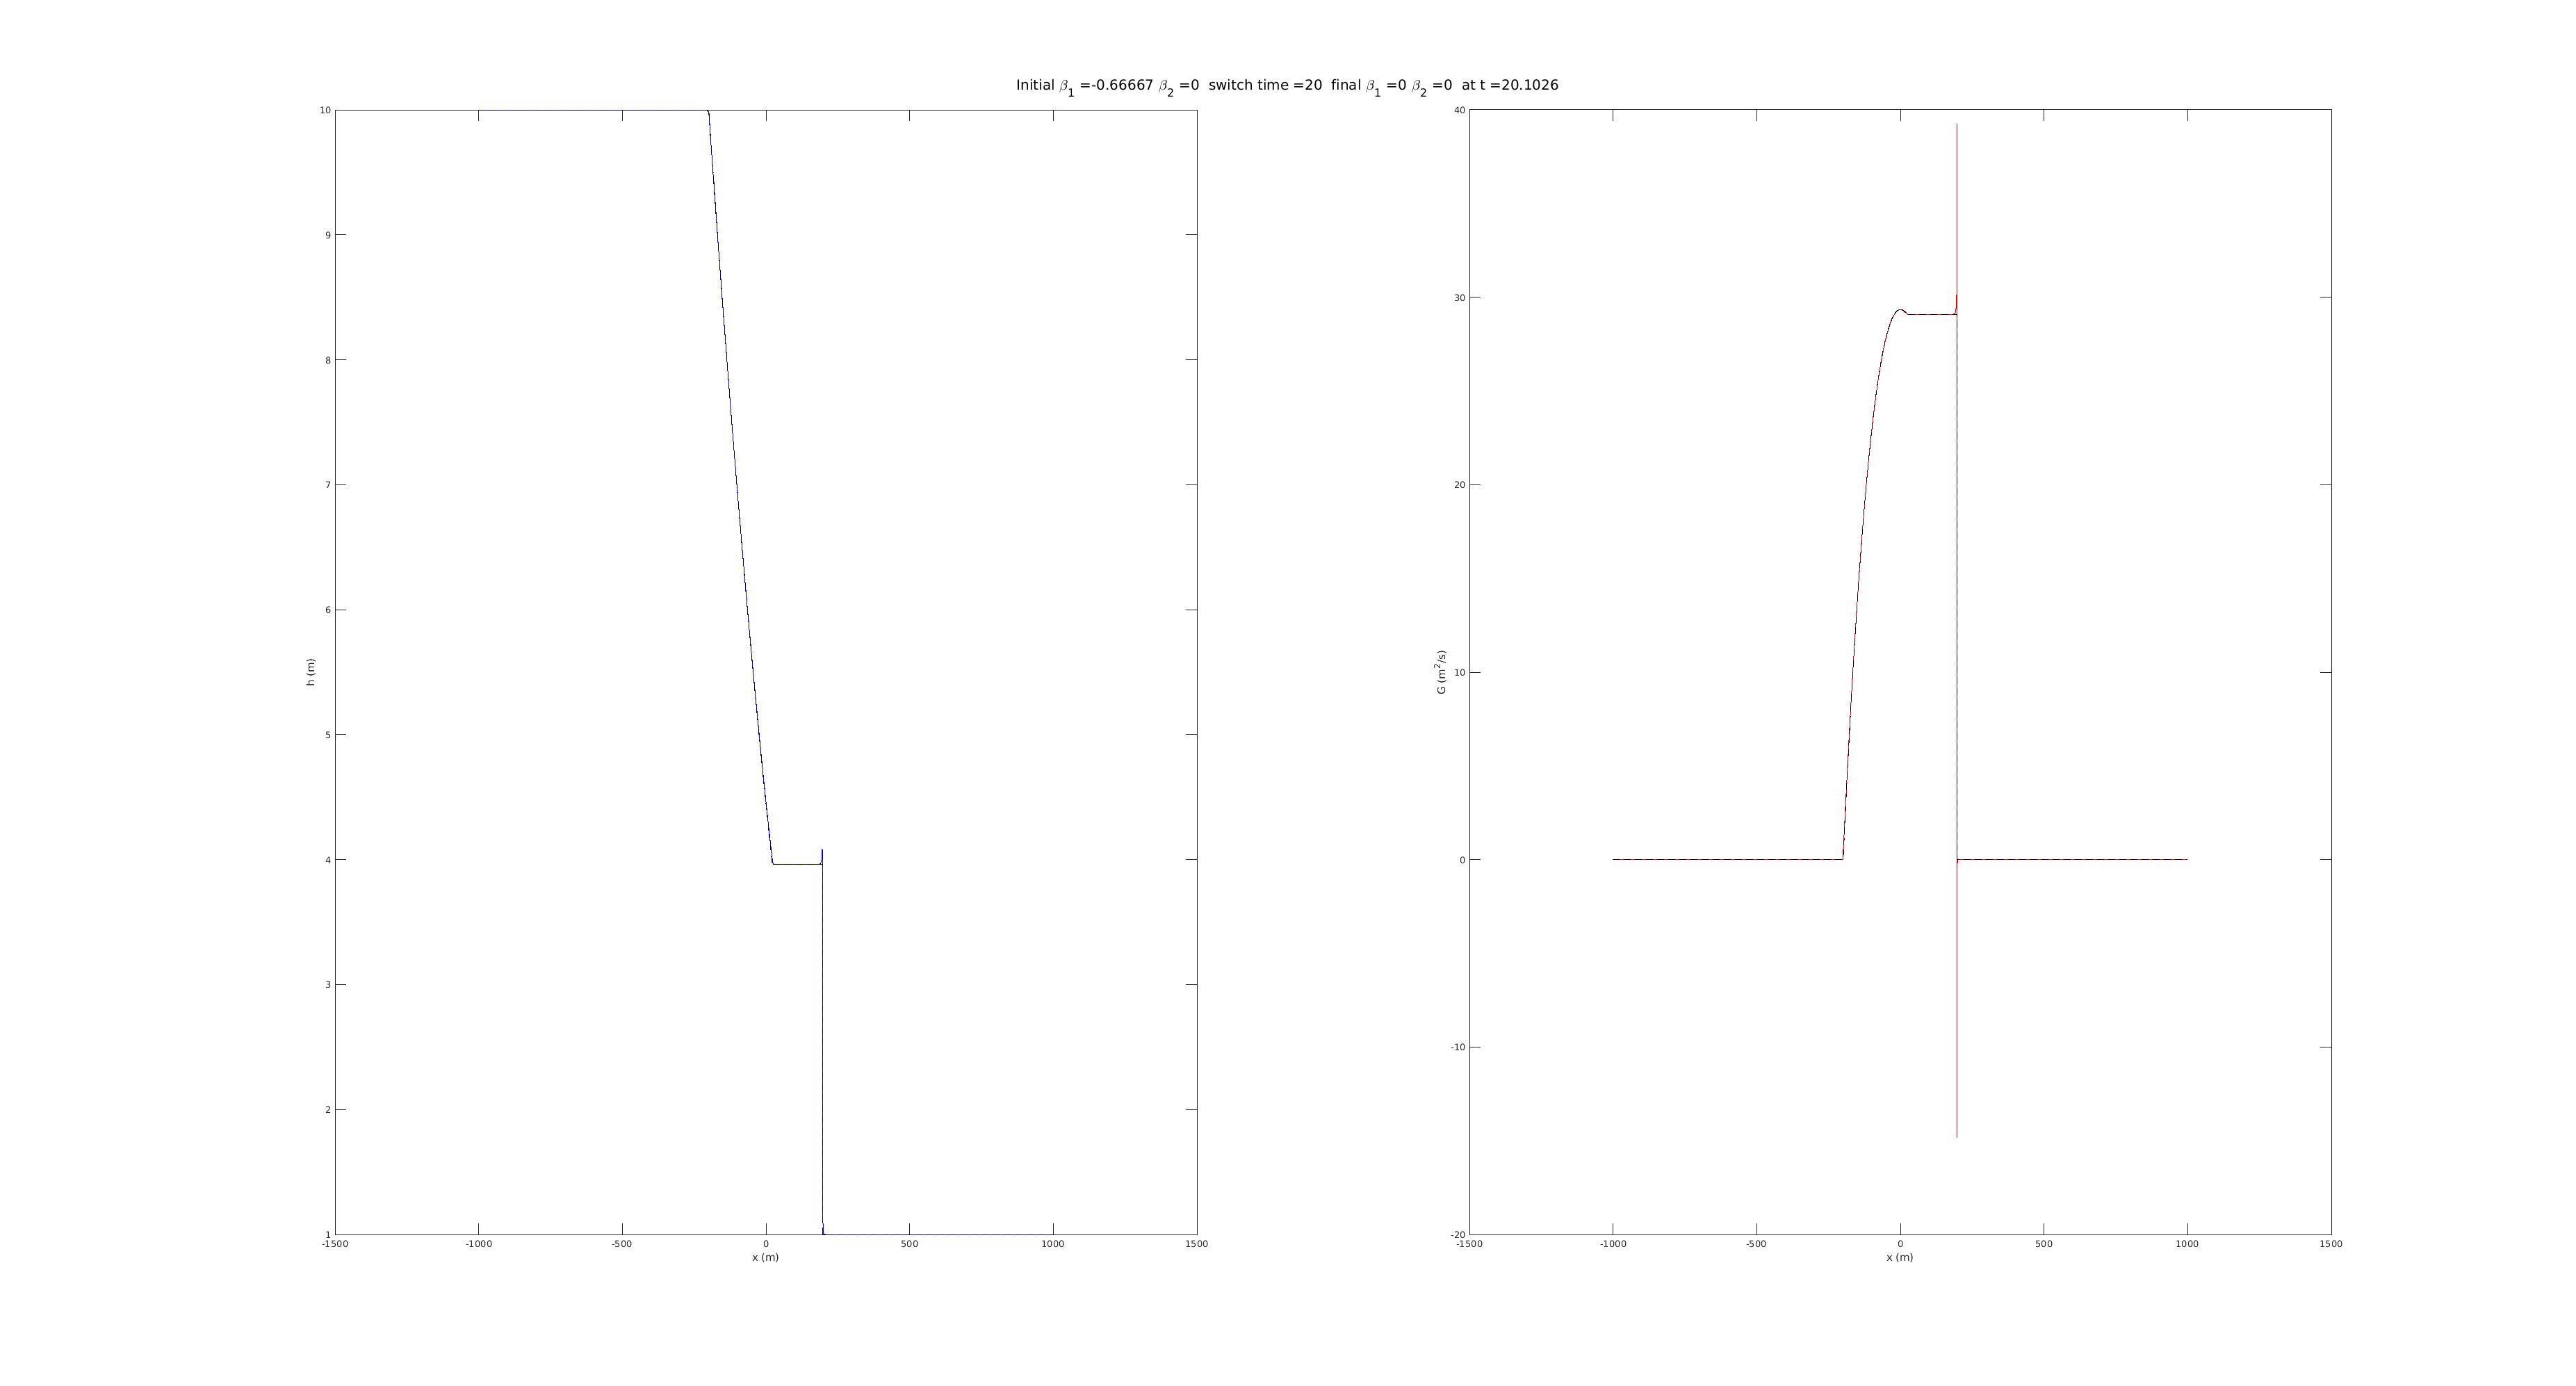 Initial β1 =-0.66667 β2 =0 switch time =20 final β1 =0 β2 =0 at t =20.1026
10
9
8
7
6
5
4
3
2
1
h (m)
-1500 -1000 -500 0 500 1000 1500
x (m)
40
30
20
10
0
-10
-20
G (m2/s)
-1500 -1000 -500 0 500 1000 1500
x (m)